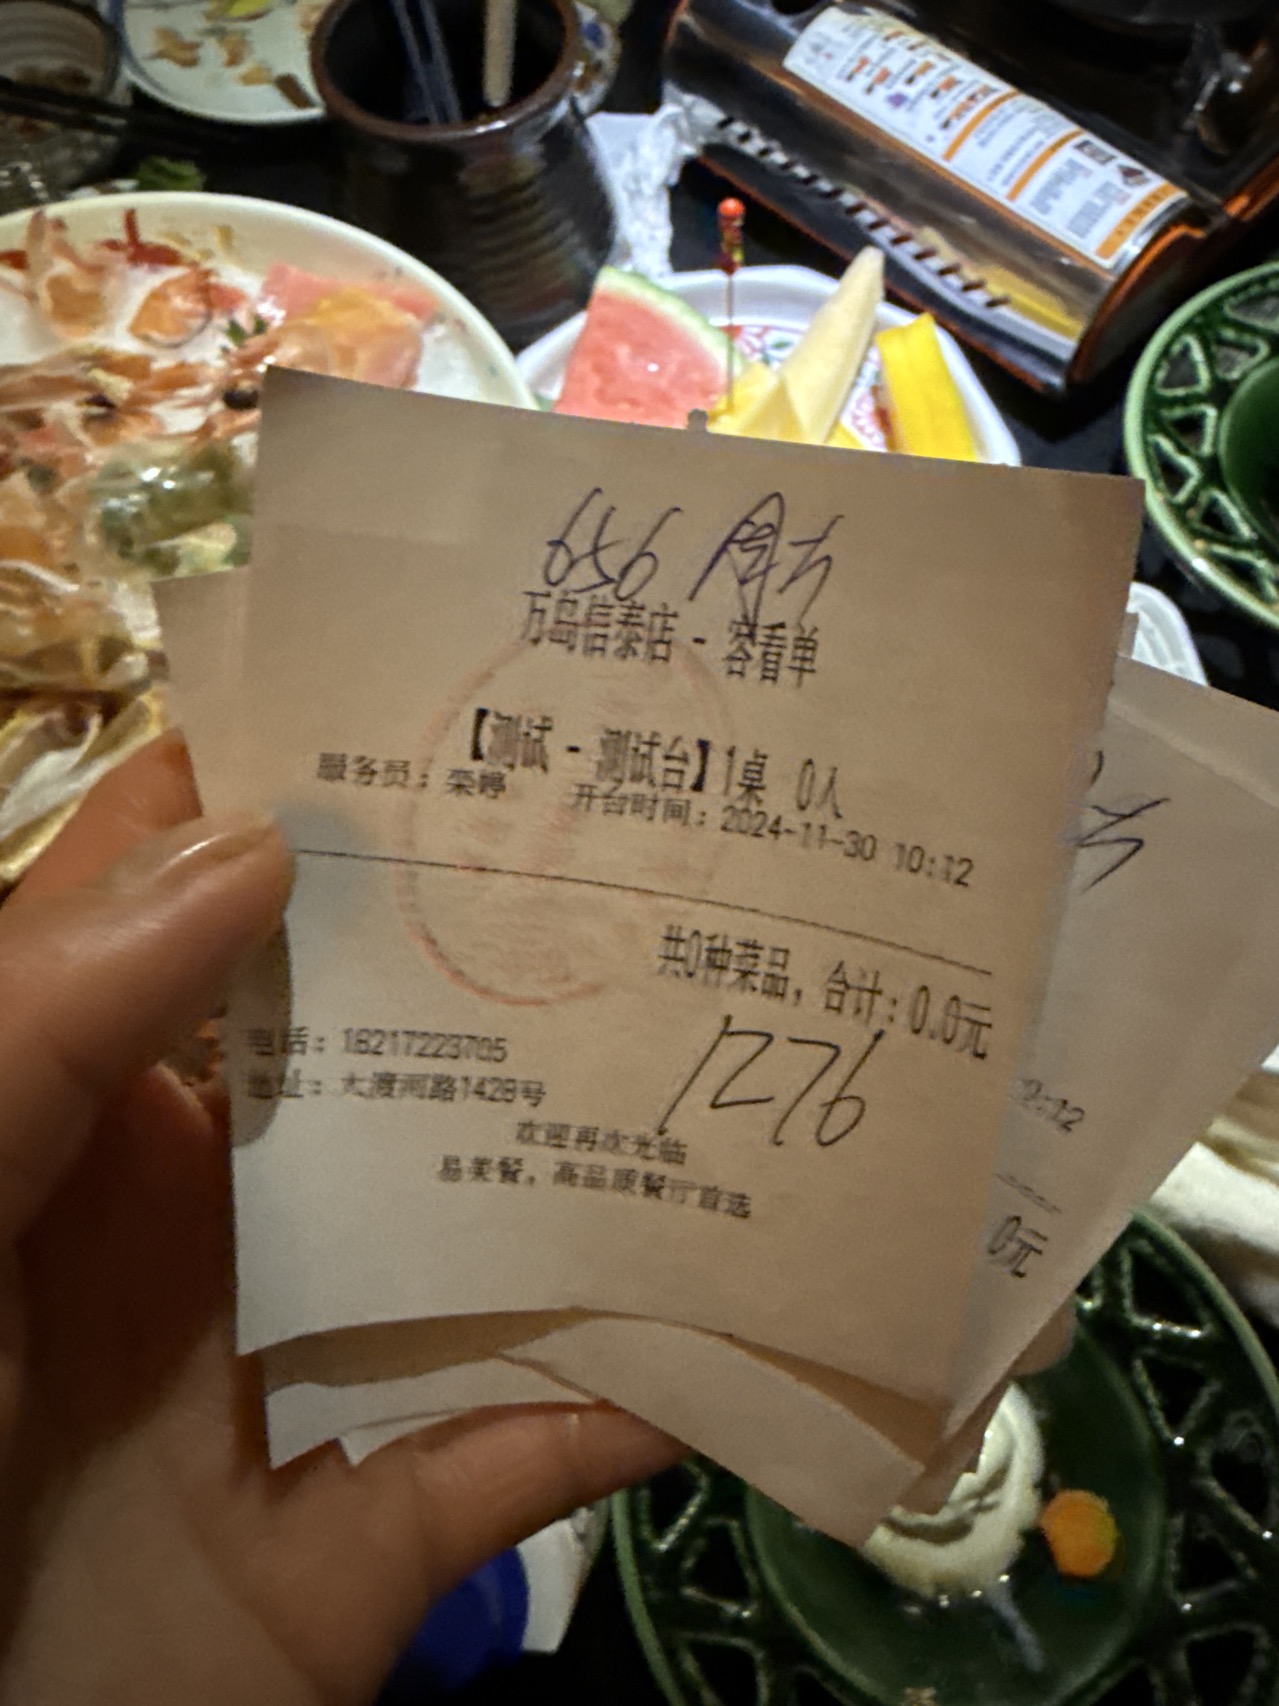 656
万岛信泰店 - 客看单
【测试 - 测试台】1桌 0人
服务员：荣婷 开台时间：2024-11-30 10:12
共0种菜品，合计：0.0元
1276
电话：18217223705
地址：大渡河路1428号
欢迎再次光临
易莱餐，高品质餐厅首选
0元